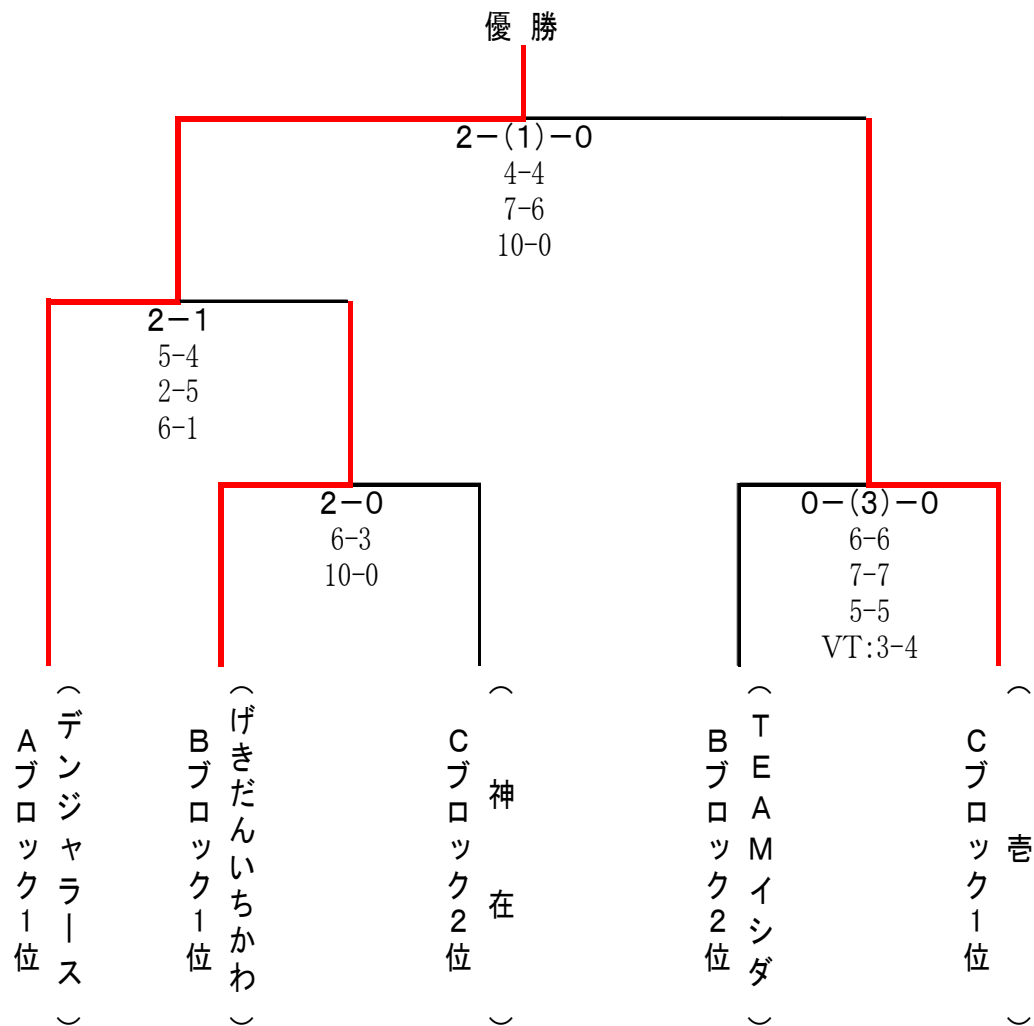 優勝
2－(1)－0
4-4
7-6
10-0
2－1
5-4
2-5
6-1
2－0
6-3
10-0
0－(3)－0
6-6
7-7
5-5
VT:3-4
Aブロック1位
（デンジャラース）
Bブロック1位
（げきだんいちかわ）
Cブロック2位
（神在）
Bブロック2位
（TEAMイシダ）
Cブロック1位
（壱）